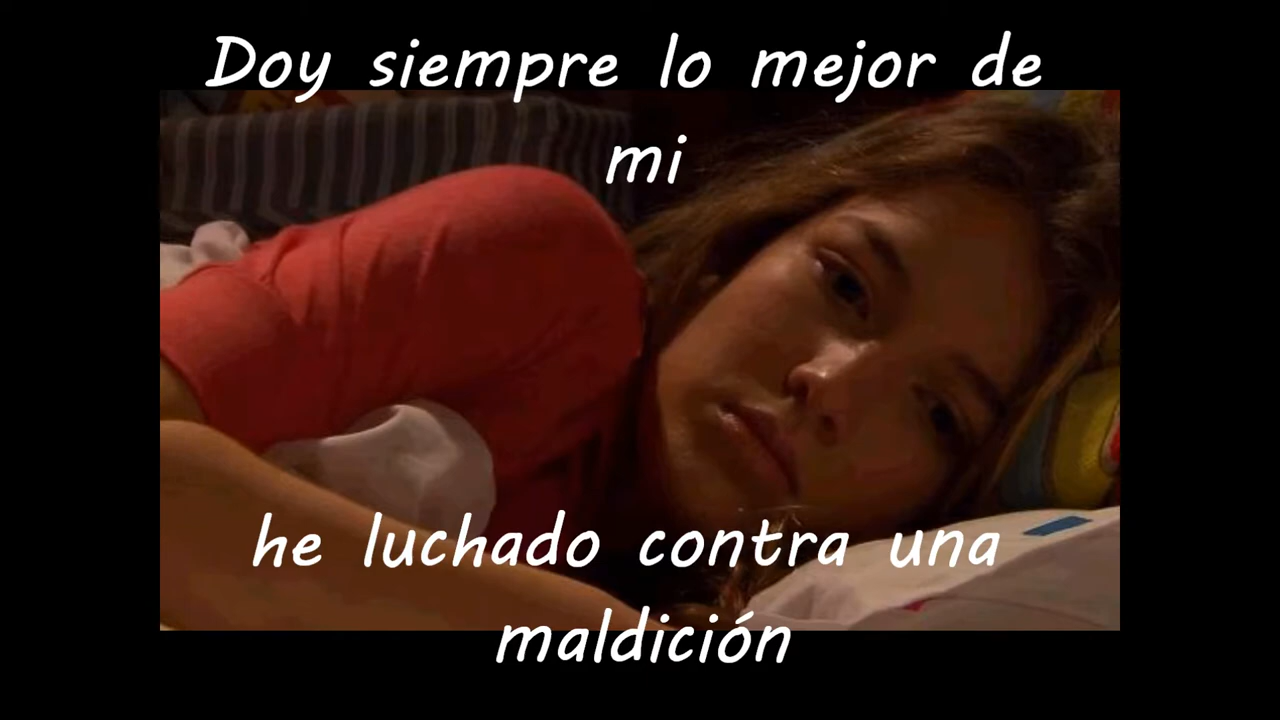 Doy siempre lo mejor de
mi
he luchado contra una
maldición